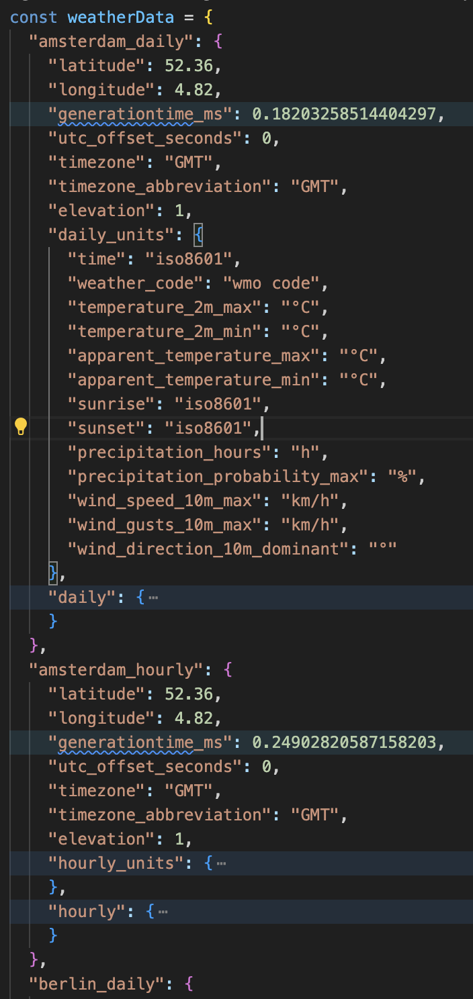 const weatherData = {
  "amsterdam_daily": {
    "latitude": 52.36,
    "longitude": 4.82,
    "generationtime_ms": 0.18203258514404297,
    "utc_offset_seconds": 0,
    "timezone": "GMT",
    "timezone_abbreviation": "GMT",
    "elevation": 1,
    "daily_units": {
      "time": "iso8601",
      "weather_code": "wmo code",
      "temperature_2m_max": "°C",
      "temperature_2m_min": "°C",
      "apparent_temperature_max": "°C",
      "apparent_temperature_min": "°C",
      "sunrise": "iso8601",
      "sunset": "iso8601",
      "precipitation_hours": "h",
      "precipitation_probability_max": "%",
      "wind_speed_10m_max": "km/h",
      "wind_gusts_10m_max": "km/h",
      "wind_direction_10m_dominant": "°"
    },
    "daily": {⋯
    }
  },
  "amsterdam_hourly": {
    "latitude": 52.36,
    "longitude": 4.82,
    "generationtime_ms": 0.24902820587158203,
    "utc_offset_seconds": 0,
    "timezone": "GMT",
    "timezone_abbreviation": "GMT",
    "elevation": 1,
    "hourly_units": {⋯
    },
    "hourly": {⋯
    }
  },
  "berlin_daily": {